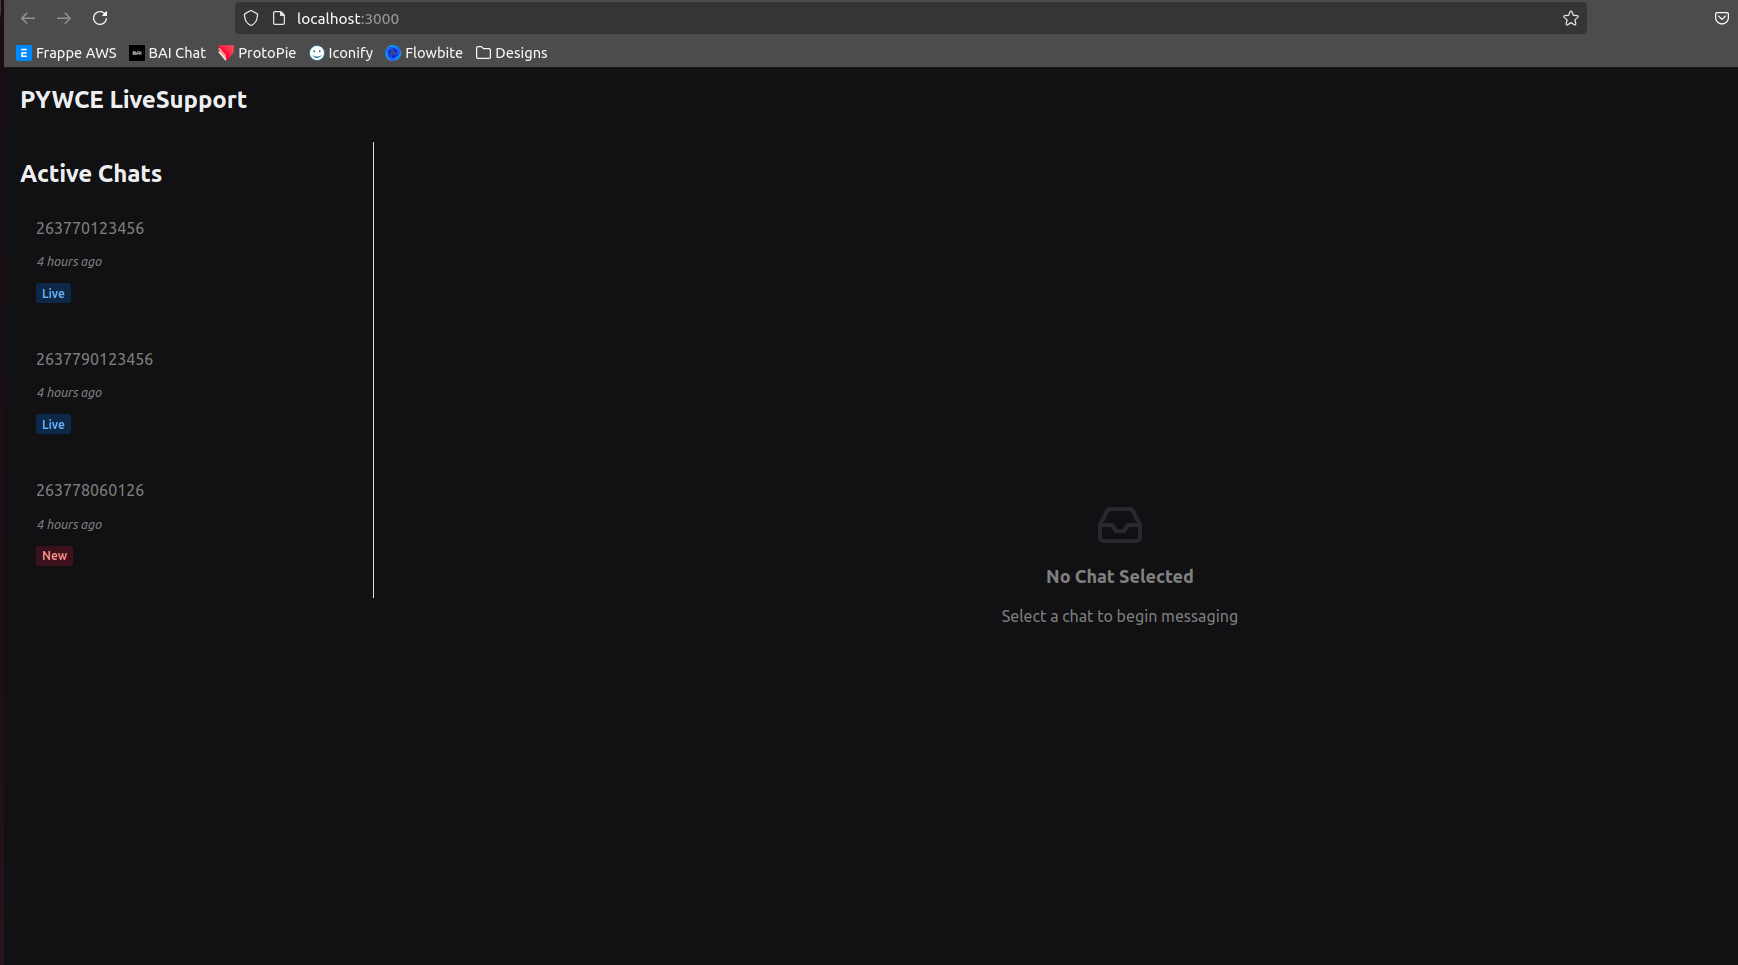 localhost:3000
Frappe AWS BAI Chat ProtoPie Iconify Flowbite Designs
PYWCE LiveSupport
Active Chats
263770123456
4 hours ago
Live
2637790123456
4 hours ago
Live
263778060126
4 hours ago
New
No Chat Selected
Select a chat to begin messaging